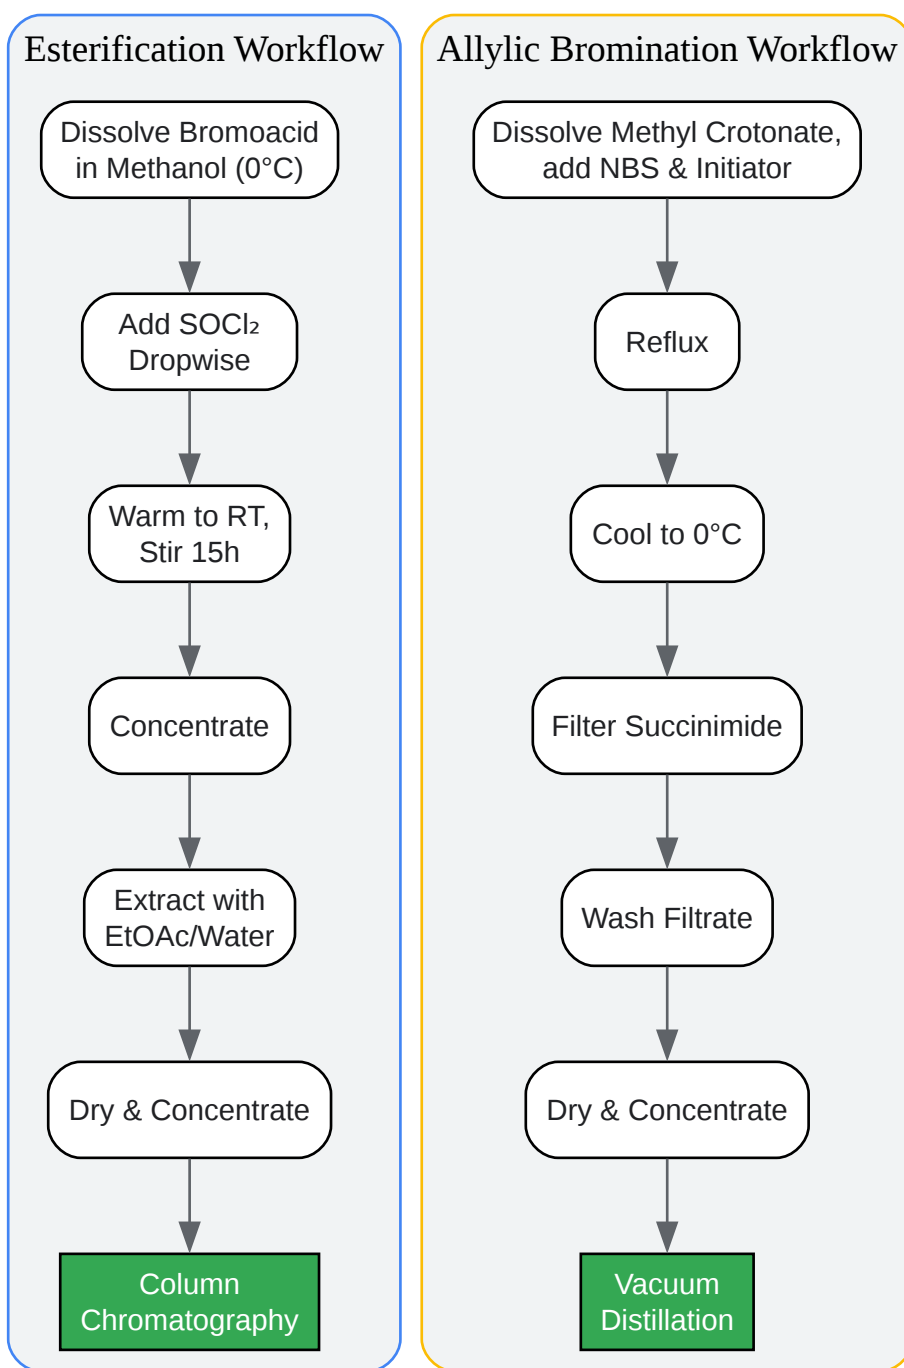 Esterification Workflow
Dissolve Bromoacid
in Methanol (0°C)
Add SOCl₂
Dropwise
Warm to RT,
Stir 15h
Concentrate
Extract with
EtOAc/Water
Dry & Concentrate
Column
Chromatography
Allylic Bromination Workflow
Dissolve Methyl Crotonate,
add NBS & Initiator
Reflux
Cool to 0°C
Filter Succinimide
Wash Filtrate
Dry & Concentrate
Vacuum
Distillation